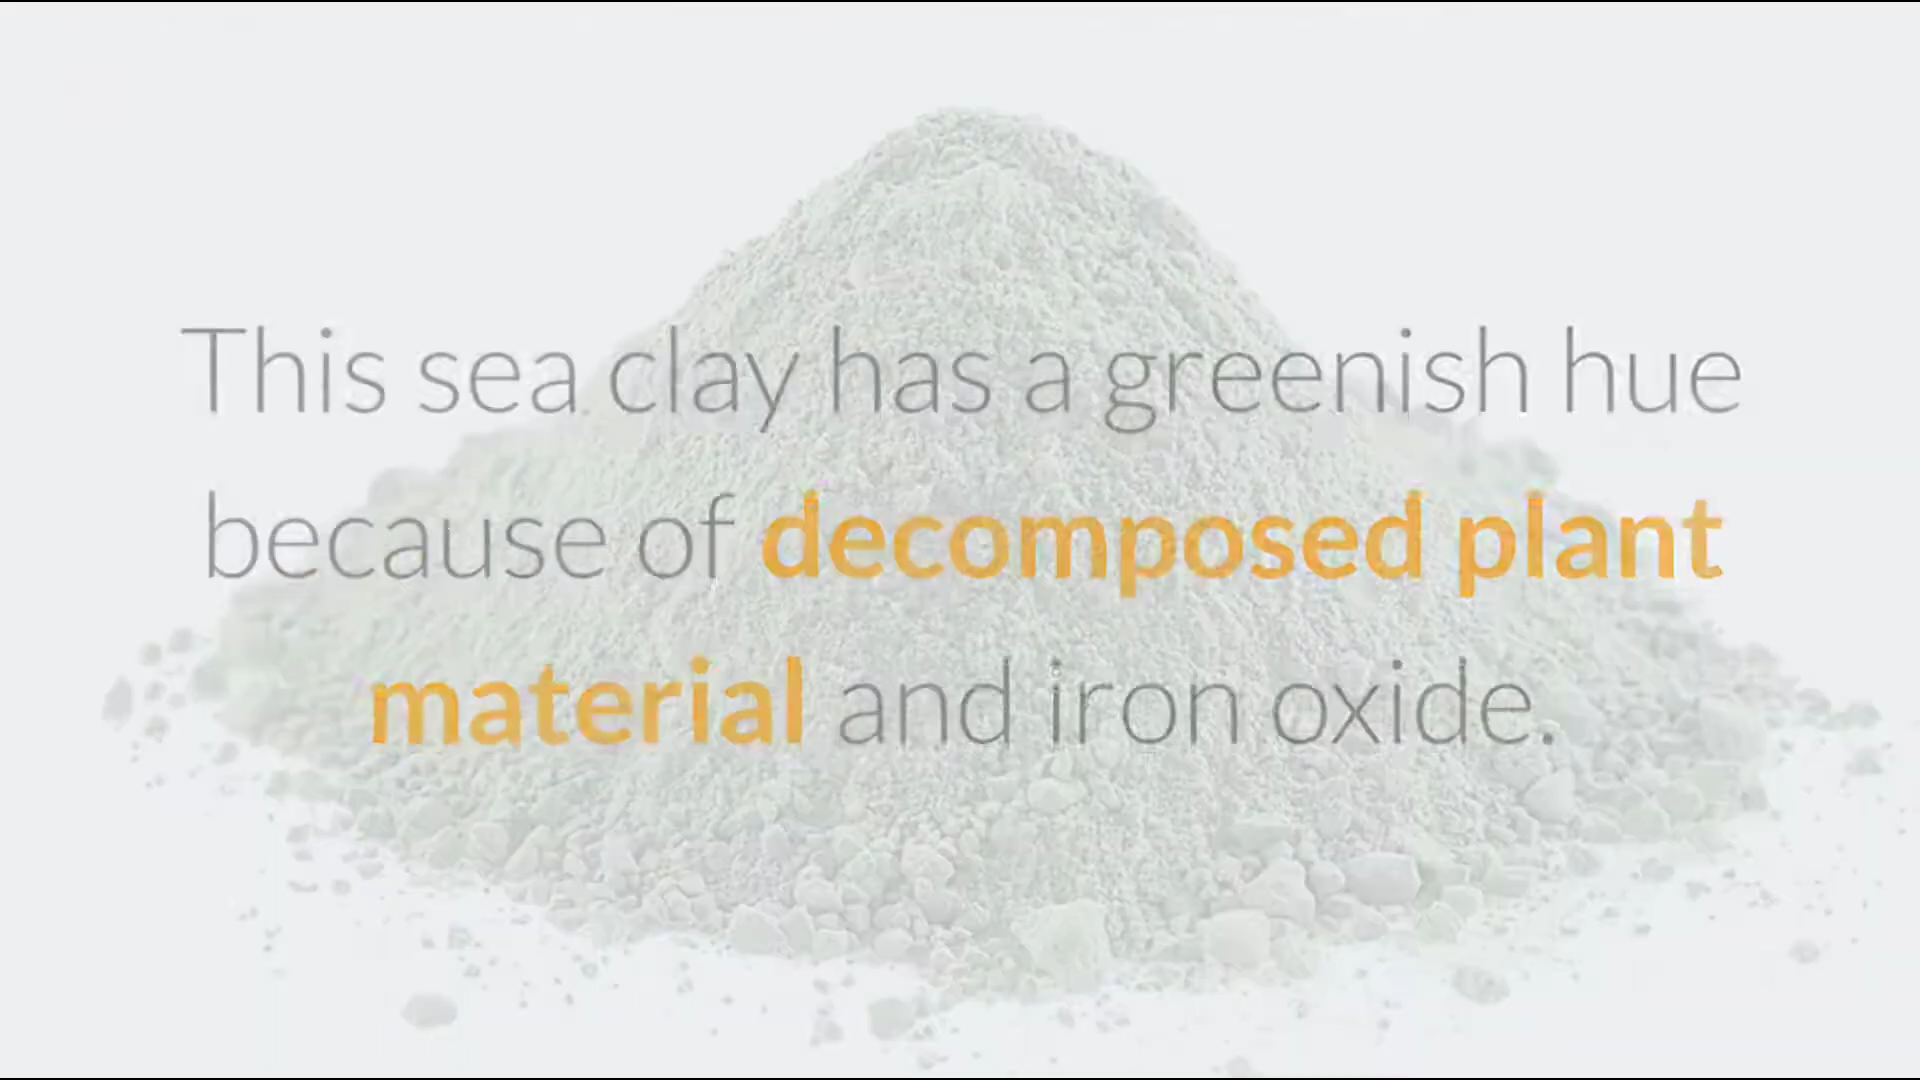 This sea clay has a greenish hue
because of decomposed plant
material and iron oxide.